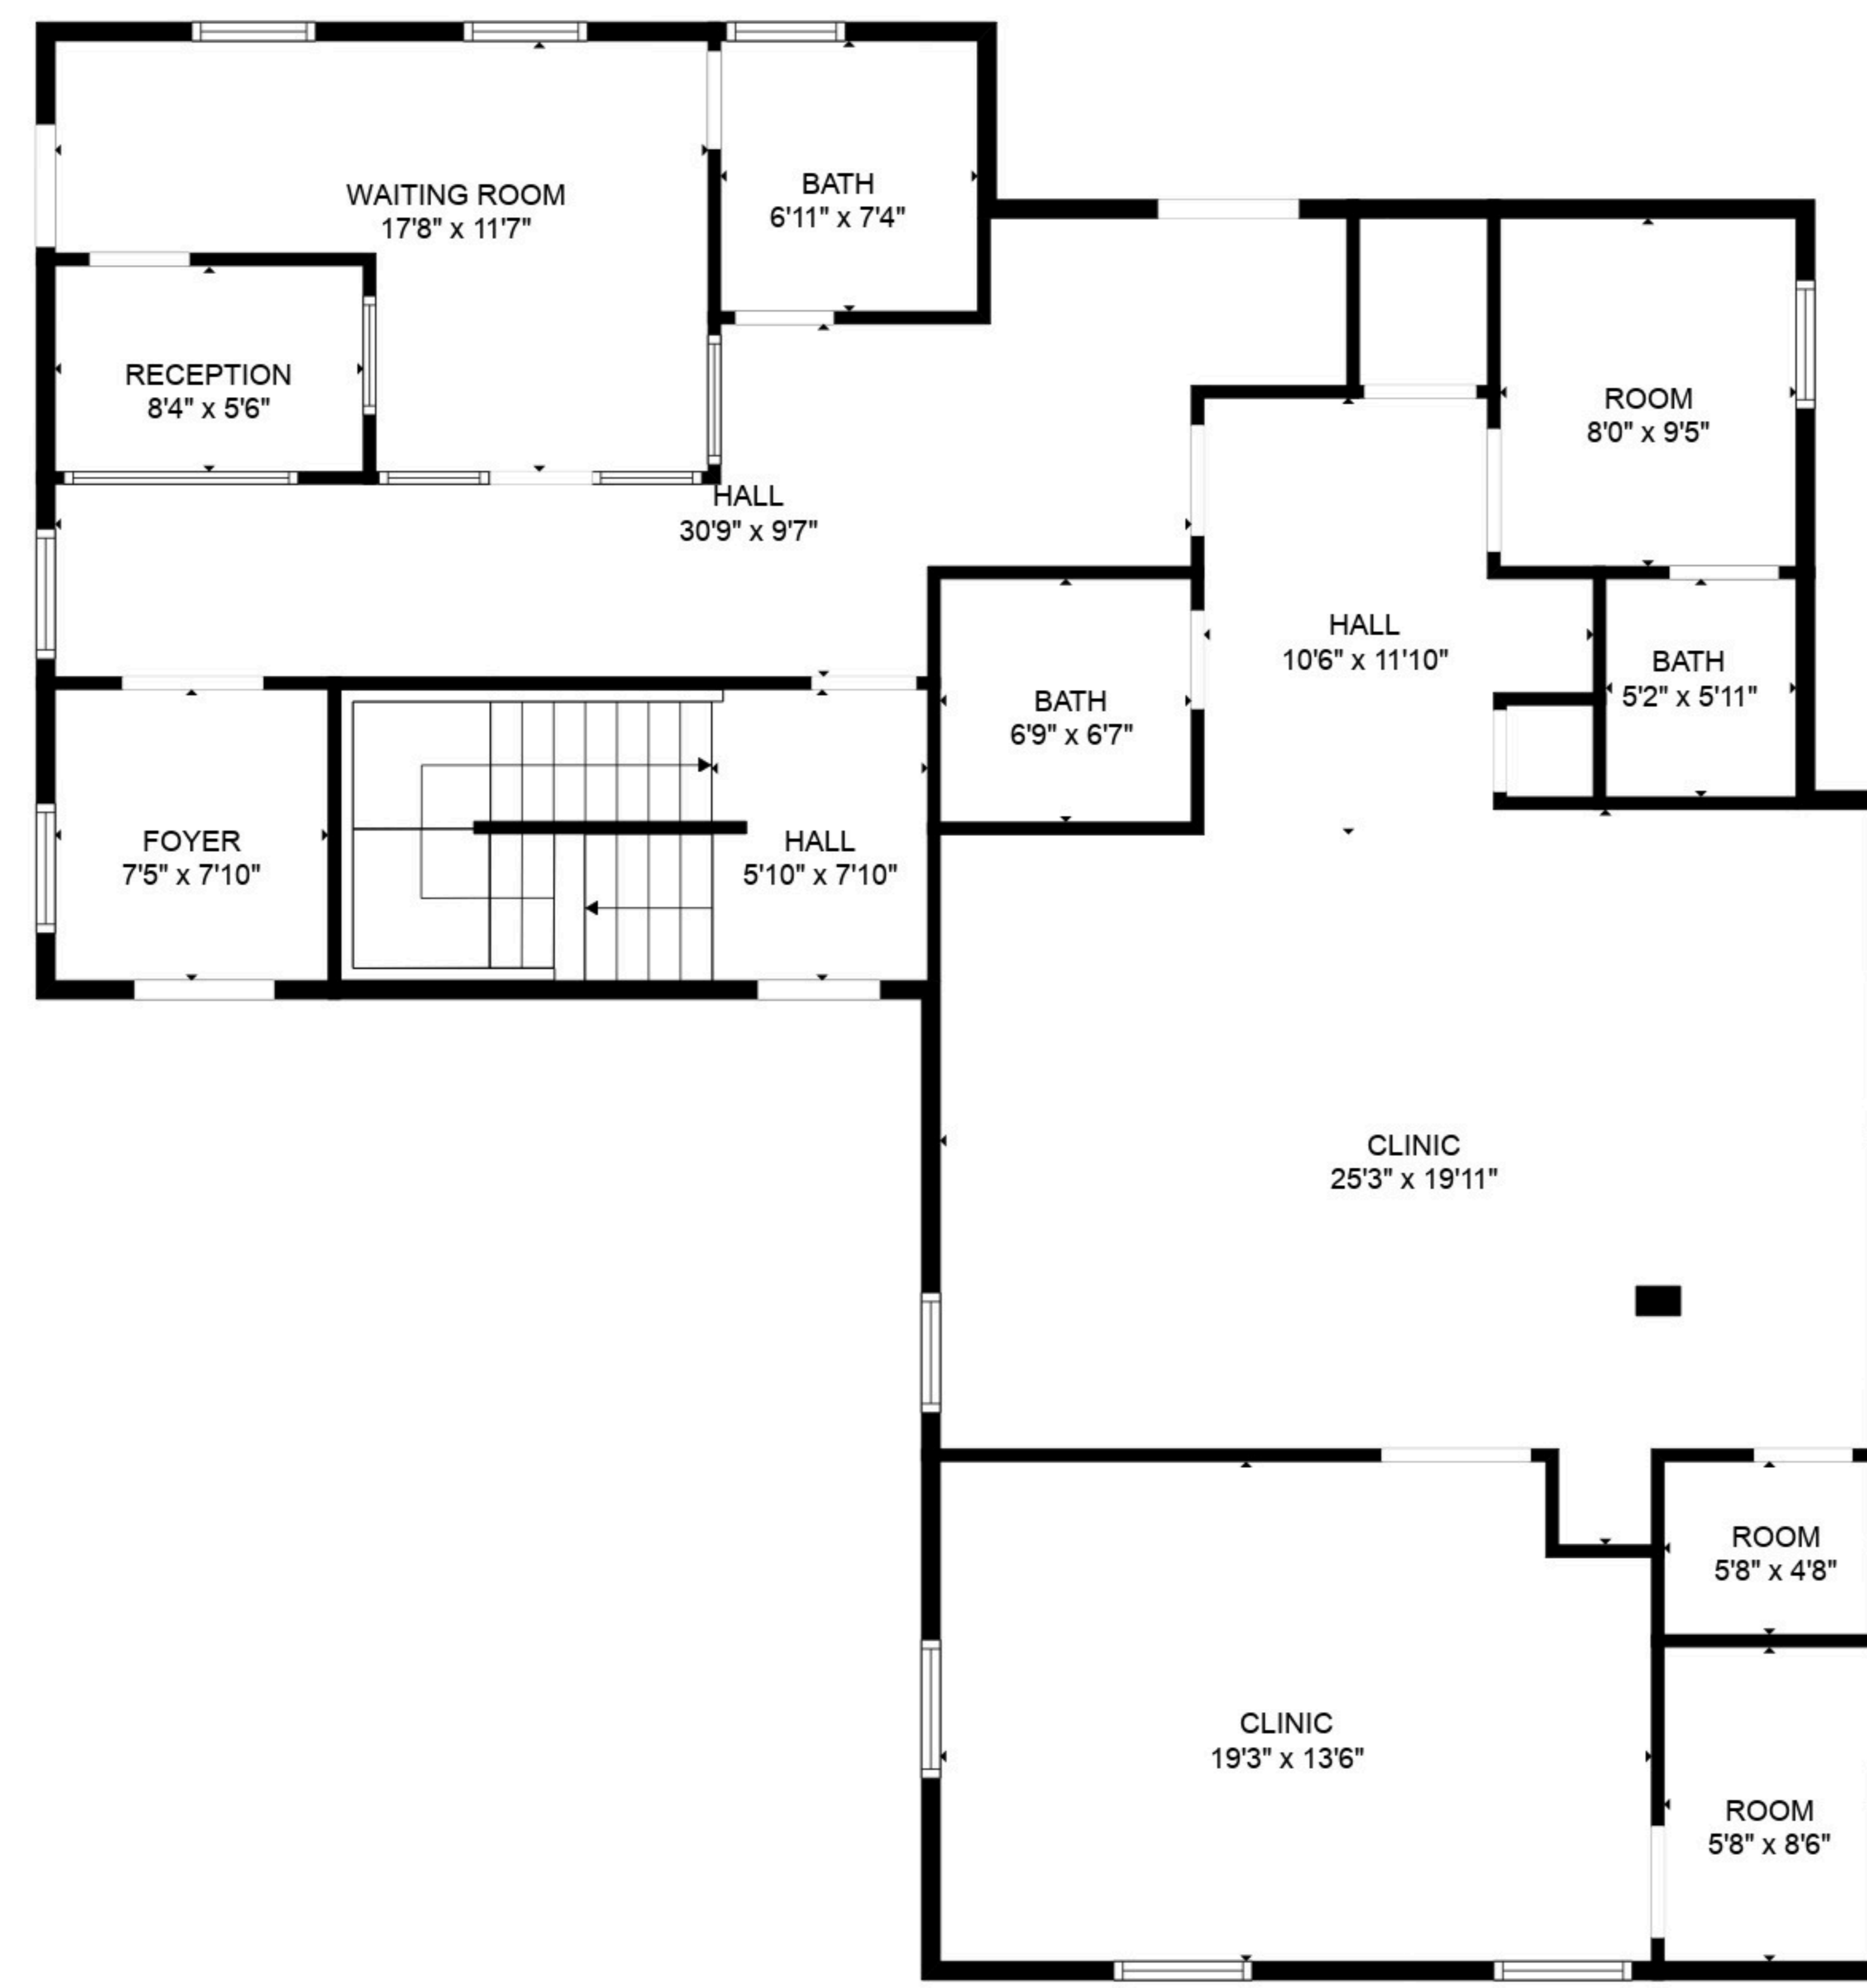 WAITING ROOM
17'8" x 11'7"
BATH
6'11" x 7'4"
RECEPTION
8'4" x 5'6"
ROOM
8'0" x 9'5"
HALL
30'9" x 9'7"
HALL
10'6" x 11'10"
BATH
5'2" x 5'11"
BATH
6'9" x 6'7"
FOYER
7'5" x 7'10"
HALL
5'10" x 7'10"
CLINIC
25'3" x 19'11"
ROOM
5'8" x 4'8"
CLINIC
19'3" x 13'6"
ROOM
5'8" x 8'6"